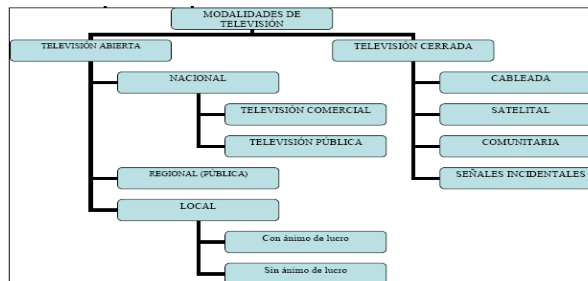 MODALIDADES DE
TELEVISIÓN
TELEVISIÓN ABIERTA
TELEVISIÓN CERRADA
NACIONAL
CABLEADA
TELEVISIÓN COMERCIAL
SATELITAL
TELEVISIÓN PÚBLICA
COMUNITARIA
REGIONAL (PÚBLICA)
SEÑALES INCIDENTALES
LOCAL
Con ánimo de lucro
Sin ánimo de lucro